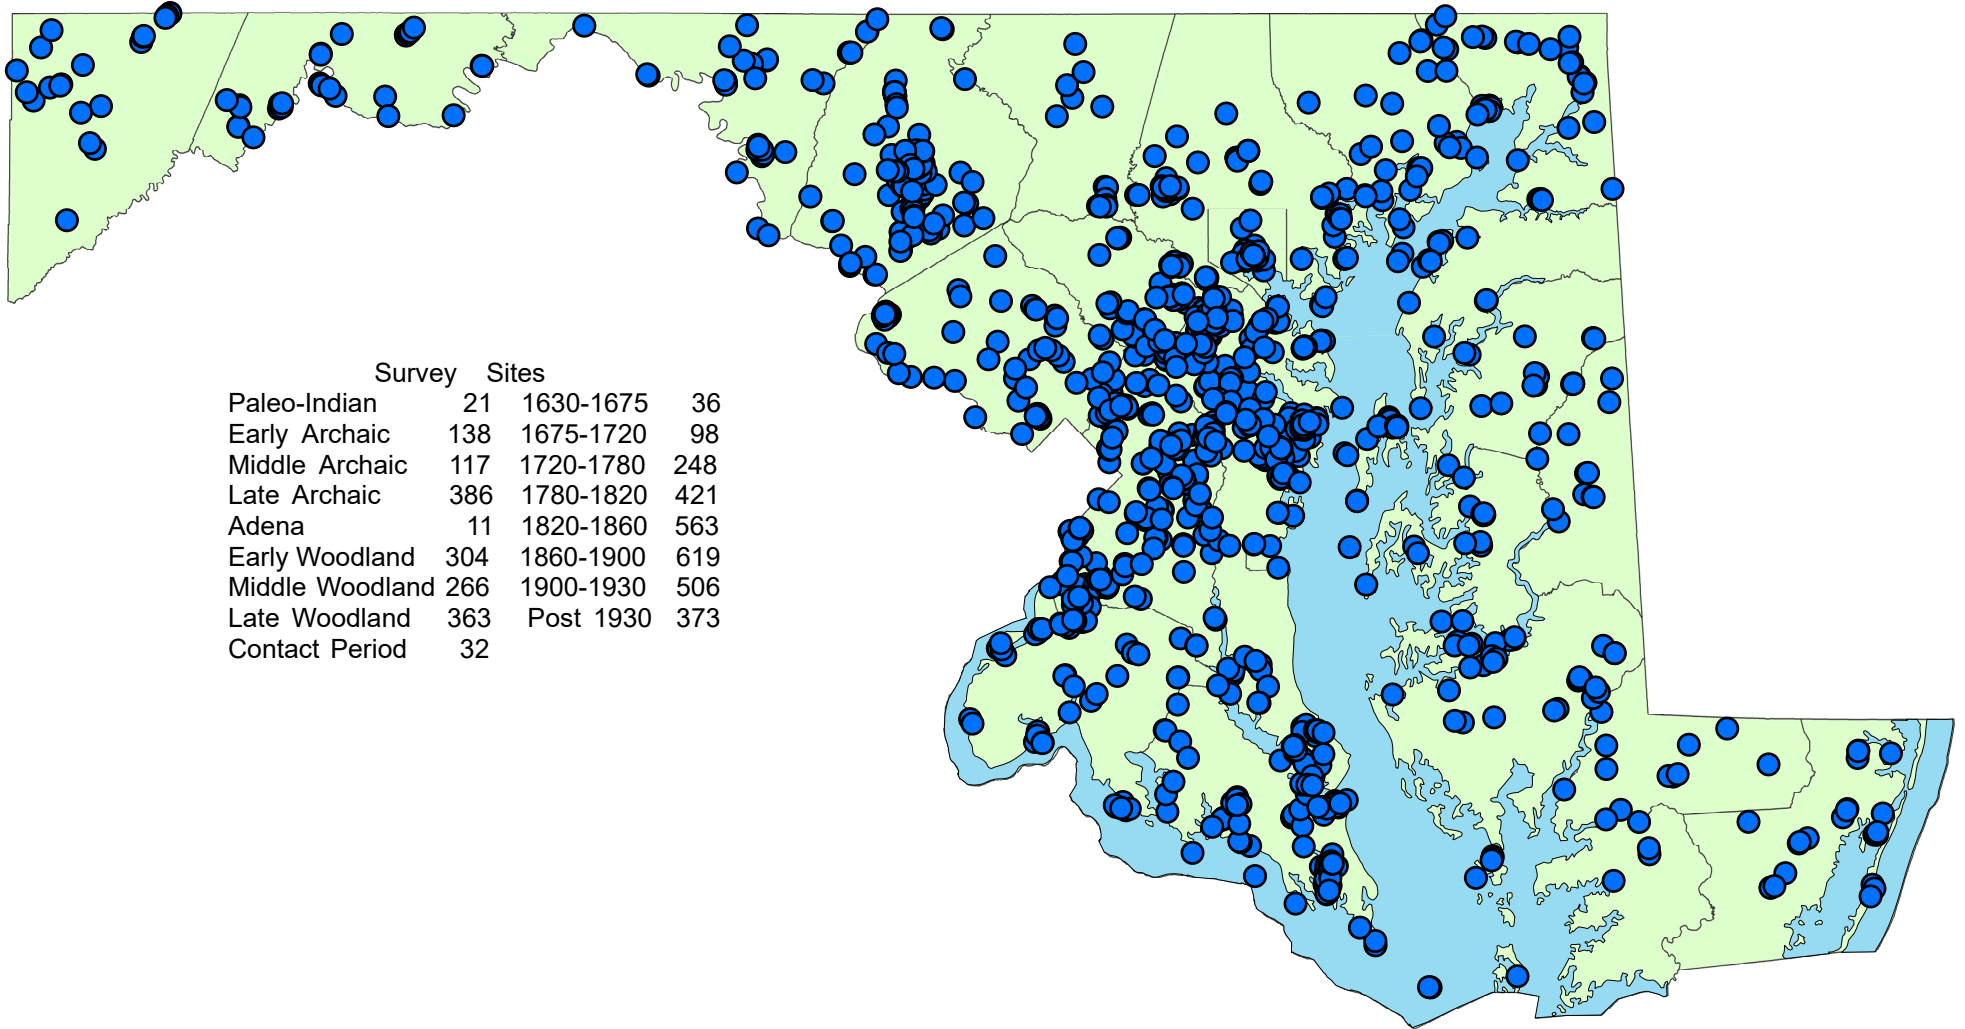 Survey Sites
Paleo-Indian 21 1630-1675 36
Early Archaic 138 1675-1720 98
Middle Archaic 117 1720-1780 248
Late Archaic 386 1780-1820 421
Adena 11 1820-1860 563
Early Woodland 304 1860-1900 619
Middle Woodland 266 1900-1930 506
Late Woodland 363 Post 1930 373
Contact Period 32